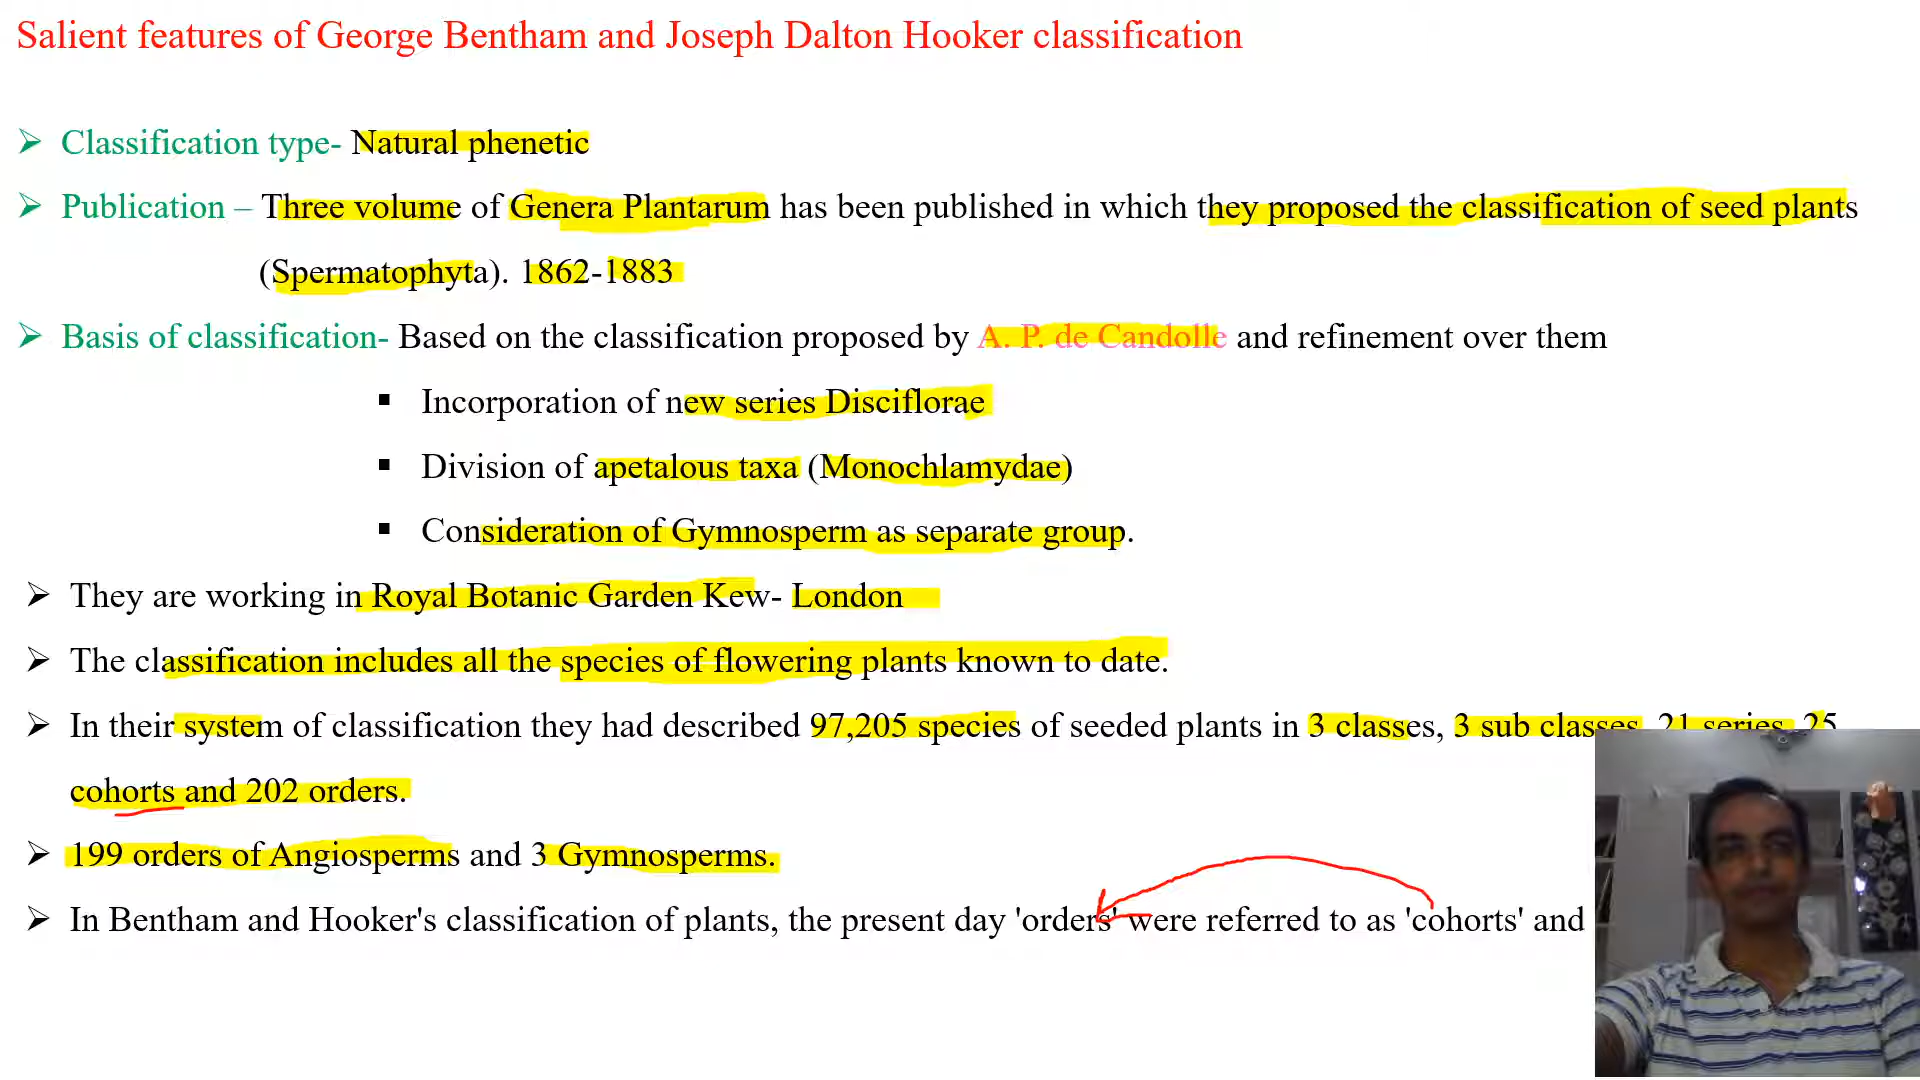 Salient features of George Bentham and Joseph Dalton Hooker classification
➢ Classification type- Natural phenetic
➢ Publication – Three volume of Genera Plantarum has been published in which they proposed the classification of seed plants
(Spermatophyta). 1862-1883
➢ Basis of classification- Based on the classification proposed by A. P. de Candolle and refinement over them
▪ Incorporation of new series Disciflorae
▪ Division of apetalous taxa (Monochlamydae)
▪ Consideration of Gymnosperm as separate group.
➢ They are working in Royal Botanic Garden Kew- London
➢ The classification includes all the species of flowering plants known to date.
➢ In their system of classification they had described 97,205 species of seeded plants in 3 classes, 3 sub classes, 21 series, 25
cohorts and 202 orders.
➢ 199 orders of Angiosperms and 3 Gymnosperms.
➢ In Bentham and Hooker's classification of plants, the present day 'orders' were referred to as 'cohorts' and